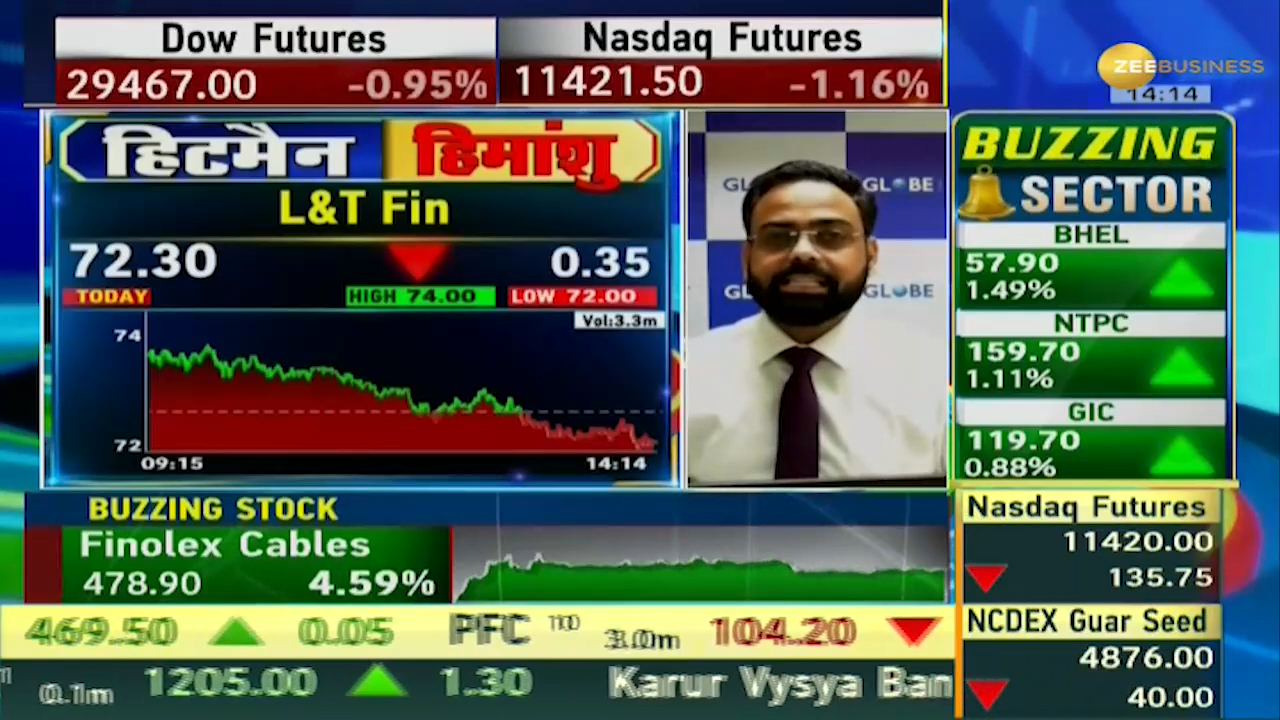 Dow Futures
29467.00 -0.95%
Nasdaq Futures
11421.50 -1.16%
ZEEBUSINESS
14:14
हिटमैन हिमांशु
L&T Fin
72.30 0.35
TODAY HIGH 74.00 LOW 72.00
Vol:3.3m
74
72
09:15 14:14
GLOBE
GLOBE
BUZZING
SECTOR
BHEL
57.90
1.49%
NTPC
159.70
1.11%
GIC
119.70
0.88%
BUZZING STOCK
Finolex Cables
478.90 4.59%
Nasdaq Futures
11420.00
135.75
NCDEX Guar Seed
4876.00
40.00
469.50 0.05 PFC 3.0m 104.20
0.1m 1205.00 1.30 Karur Vysya Ban